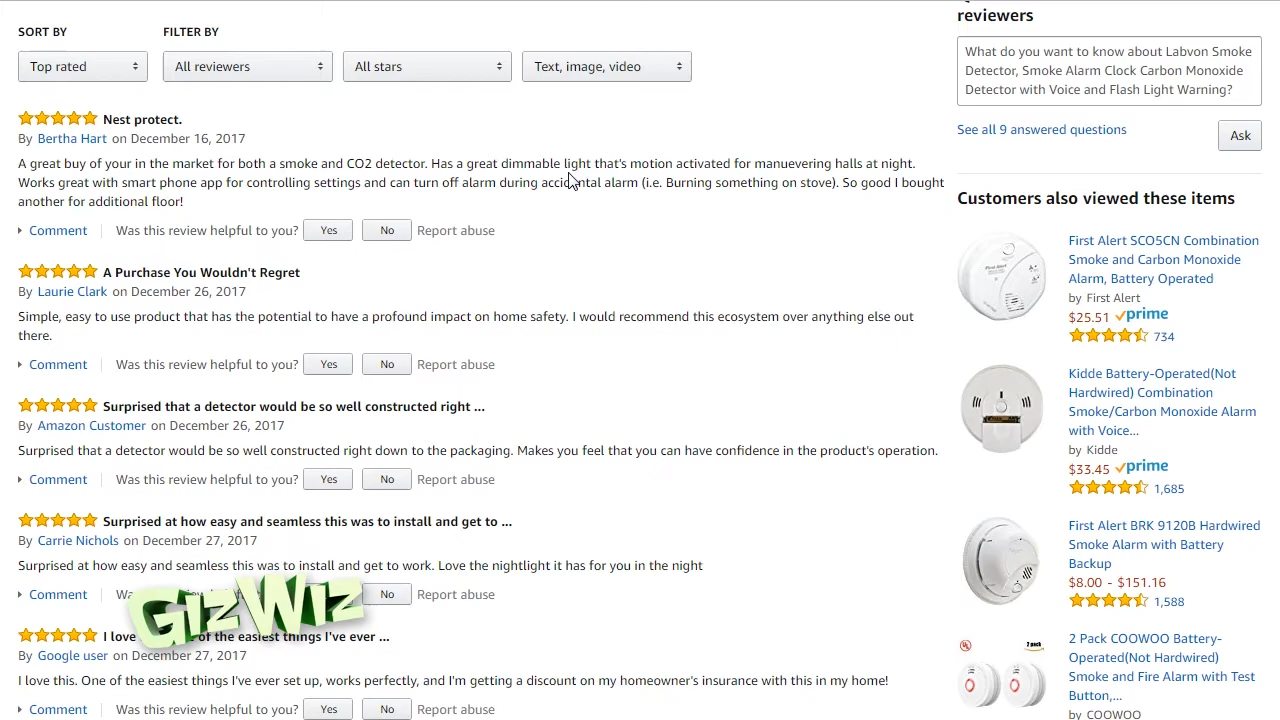 reviewers
SORT BY
FILTER BY
Top rated
All reviewers
All stars
Text, image, video
What do you want to know about Labvon Smoke
Detector, Smoke Alarm Clock Carbon Monoxide
Detector with Voice and Flash Light Warning?
See all 9 answered questions
Ask
Nest protect.
By Bertha Hart on December 16, 2017
A great buy of your in the market for both a smoke and CO2 detector. Has a great dimmable light that's motion activated for manuevering halls at night.
Works great with smart phone app for controlling settings and can turn off alarm during accidental alarm (i.e. Burning something on stove). So good I bought
another for additional floor!
Comment Was this review helpful to you? Yes No Report abuse
A Purchase You Wouldn't Regret
By Laurie Clark on December 26, 2017
Simple, easy to use product that has the potential to have a profound impact on home safety. I would recommend this ecosystem over anything else out
there.
Comment Was this review helpful to you? Yes No Report abuse
Surprised that a detector would be so well constructed right ...
By Amazon Customer on December 26, 2017
Surprised that a detector would be so well constructed right down to the packaging. Makes you feel that you can have confidence in the product's operation.
Comment Was this review helpful to you? Yes No Report abuse
Surprised at how easy and seamless this was to install and get to ...
By Carrie Nichols on December 27, 2017
Surprised at how easy and seamless this was to install and get to work. Love the nightlight it has for you in the night
Comment No Report abuse
GizWiz
I love of the easiest things I've ever ...
By Google user on December 27, 2017
I love this. One of the easiest things I've ever set up, works perfectly, and I'm getting a discount on my homeowner's insurance with this in my home!
Comment Was this review helpful to you? Yes No Report abuse
Customers also viewed these items
First Alert SCO5CN Combination
Smoke and Carbon Monoxide
Alarm, Battery Operated
by First Alert
$25.51 prime
734
Kidde Battery-Operated(Not
Hardwired) Combination
Smoke/Carbon Monoxide Alarm
with Voice...
by Kidde
$33.45 prime
1,685
First Alert BRK 9120B Hardwired
Smoke Alarm with Battery
Backup
$8.00 - $151.16
1,588
2 pack
2 Pack COOWOO Battery-
Operated(Not Hardwired)
Smoke and Fire Alarm with Test
Button,...
by COOWOO